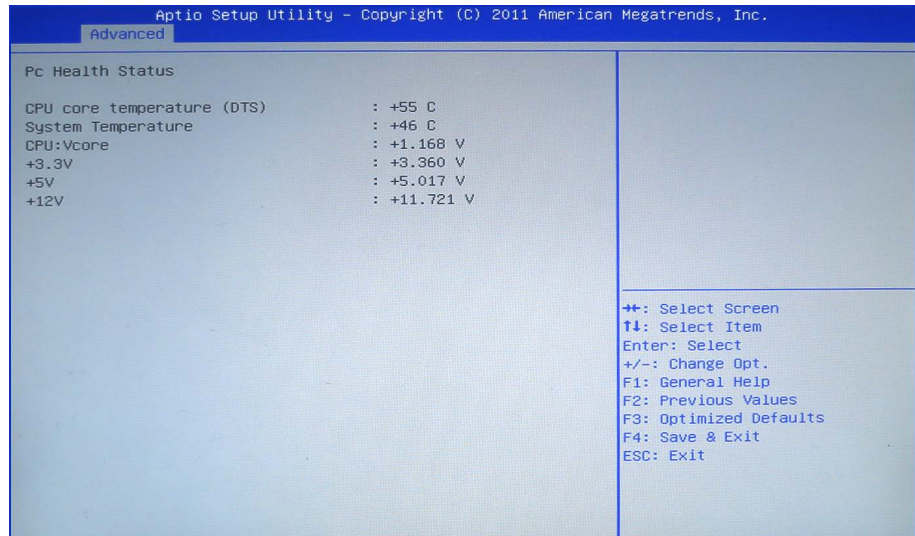 Aptio Setup Utility – Copyright (C) 2011 American Megatrends, Inc.
Advanced
Pc Health Status
CPU core temperature (DTS) : +55 C
System Temperature : +46 C
CPU:Vcore : +1.168 V
+3.3V : +3.360 V
+5V : +5.017 V
+12V : +11.721 V
→←: Select Screen
↑↓: Select Item
Enter: Select
+/-: Change Opt.
F1: General Help
F2: Previous Values
F3: Optimized Defaults
F4: Save & Exit
ESC: Exit